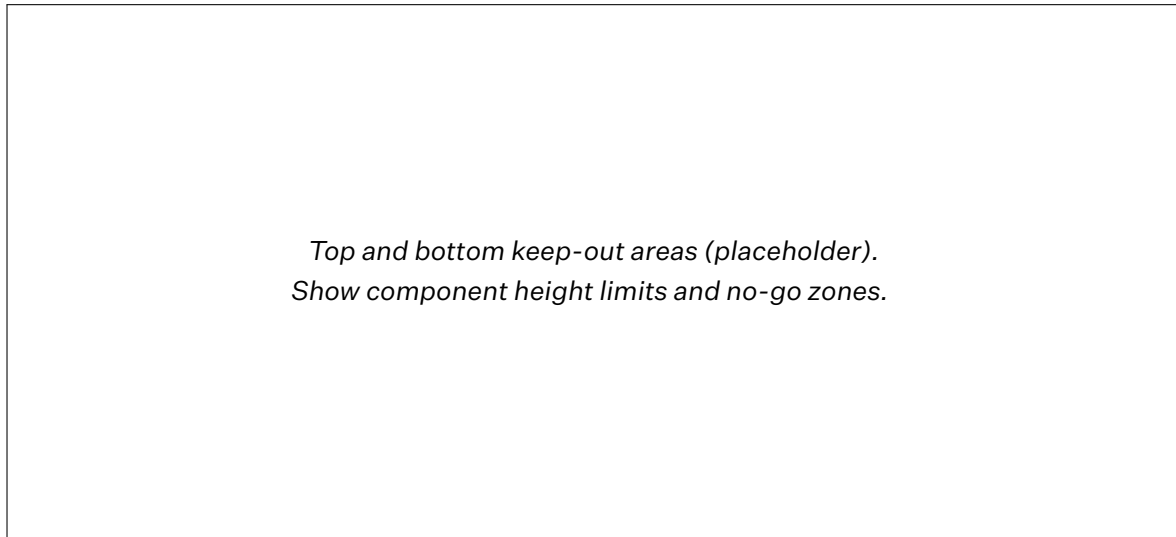 Top and bottom keep-out areas (placeholder).
Show component height limits and no-go zones.